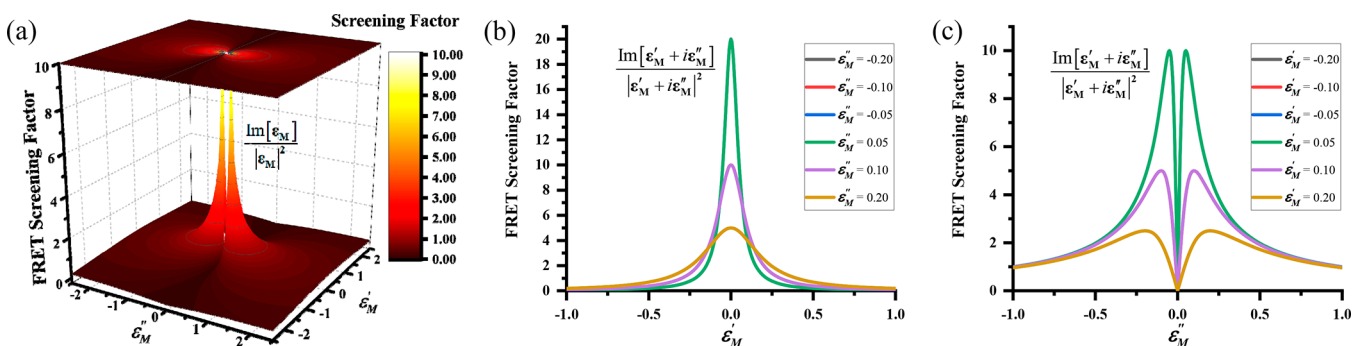 (a)
Screening Factor
10.00
9.00
8.00
7.00
6.00
5.00
4.00
3.00
2.00
1.00
0.00
FRET Screening Factor
10
8
6
4
2
0
Im[ε_M]
|ε_M|²
-2
-1
0
1
2
ε″_M
-2
-1
0
1
2
ε′_M
(b)
FRET Screening Factor
20
18
16
14
12
10
8
6
4
2
0
Im[ε′_M + iε″_M]
|ε′_M + iε″_M|²
ε″_M = -0.20
ε″_M = -0.10
ε″_M = -0.05
ε″_M = 0.05
ε″_M = 0.10
ε″_M = 0.20
-1.0 -0.5 0.0 0.5 1.0
ε′_M
(c)
FRET Screening Factor
10
8
6
4
2
0
Im[ε′_M + iε″_M]
|ε′_M + iε″_M|²
ε′_M = -0.20
ε′_M = -0.10
ε′_M = -0.05
ε′_M = 0.05
ε′_M = 0.10
ε′_M = 0.20
-1.0 -0.5 0.0 0.5 1.0
ε″_M